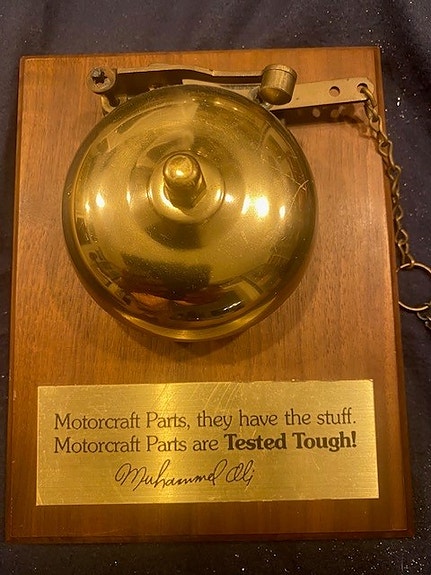 Motorcraft Parts, they have the stuff.
Motorcraft Parts are Tested Tough!
Muhammad Ali